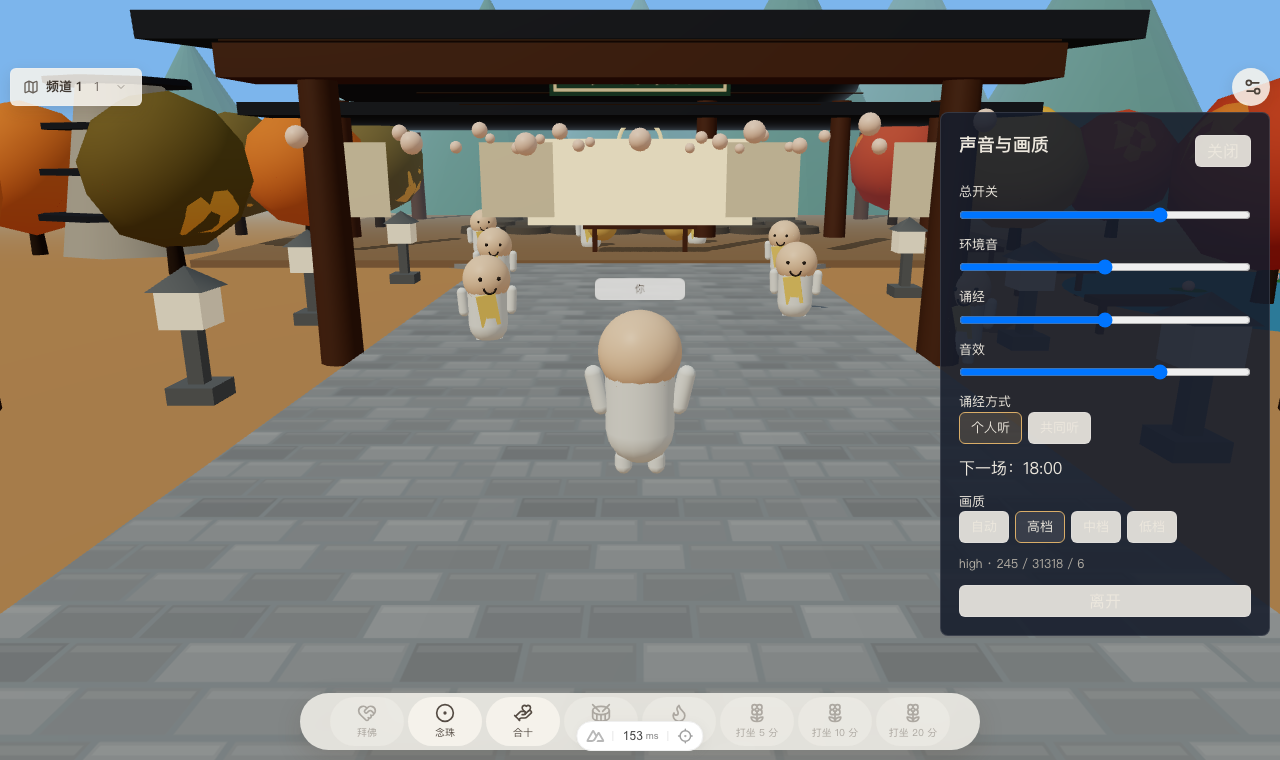 频道 1 1
声音与画质
关闭
总开关
环境音
诵经
音效
诵经方式
个人听 共同听
下一场：18:00
画质
自动 高档 中档 低档
high · 245 / 31318 / 6
离开
你
拜佛 念珠 合十 打坐 5 分 打坐 10 分 打坐 20 分
153 ms